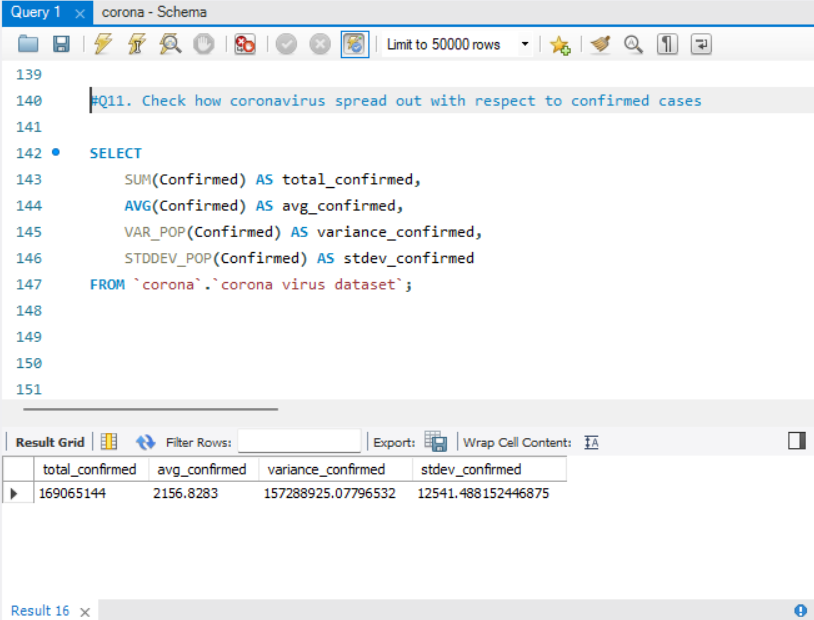 Query 1 corona - Schema
Limit to 50000 rows
139
140 #Q11. Check how coronavirus spread out with respect to confirmed cases
141
142 SELECT
143 SUM(Confirmed) AS total_confirmed,
144 AVG(Confirmed) AS avg_confirmed,
145 VAR_POP(Confirmed) AS variance_confirmed,
146 STDDEV_POP(Confirmed) AS stdev_confirmed
147 FROM `corona`.`corona virus dataset`;
148
149
150
151
Result Grid Filter Rows: Export: Wrap Cell Content:
total_confirmed avg_confirmed variance_confirmed stdev_confirmed
169065144 2156.8283 157288925.07796532 12541.488152446875
Result 16